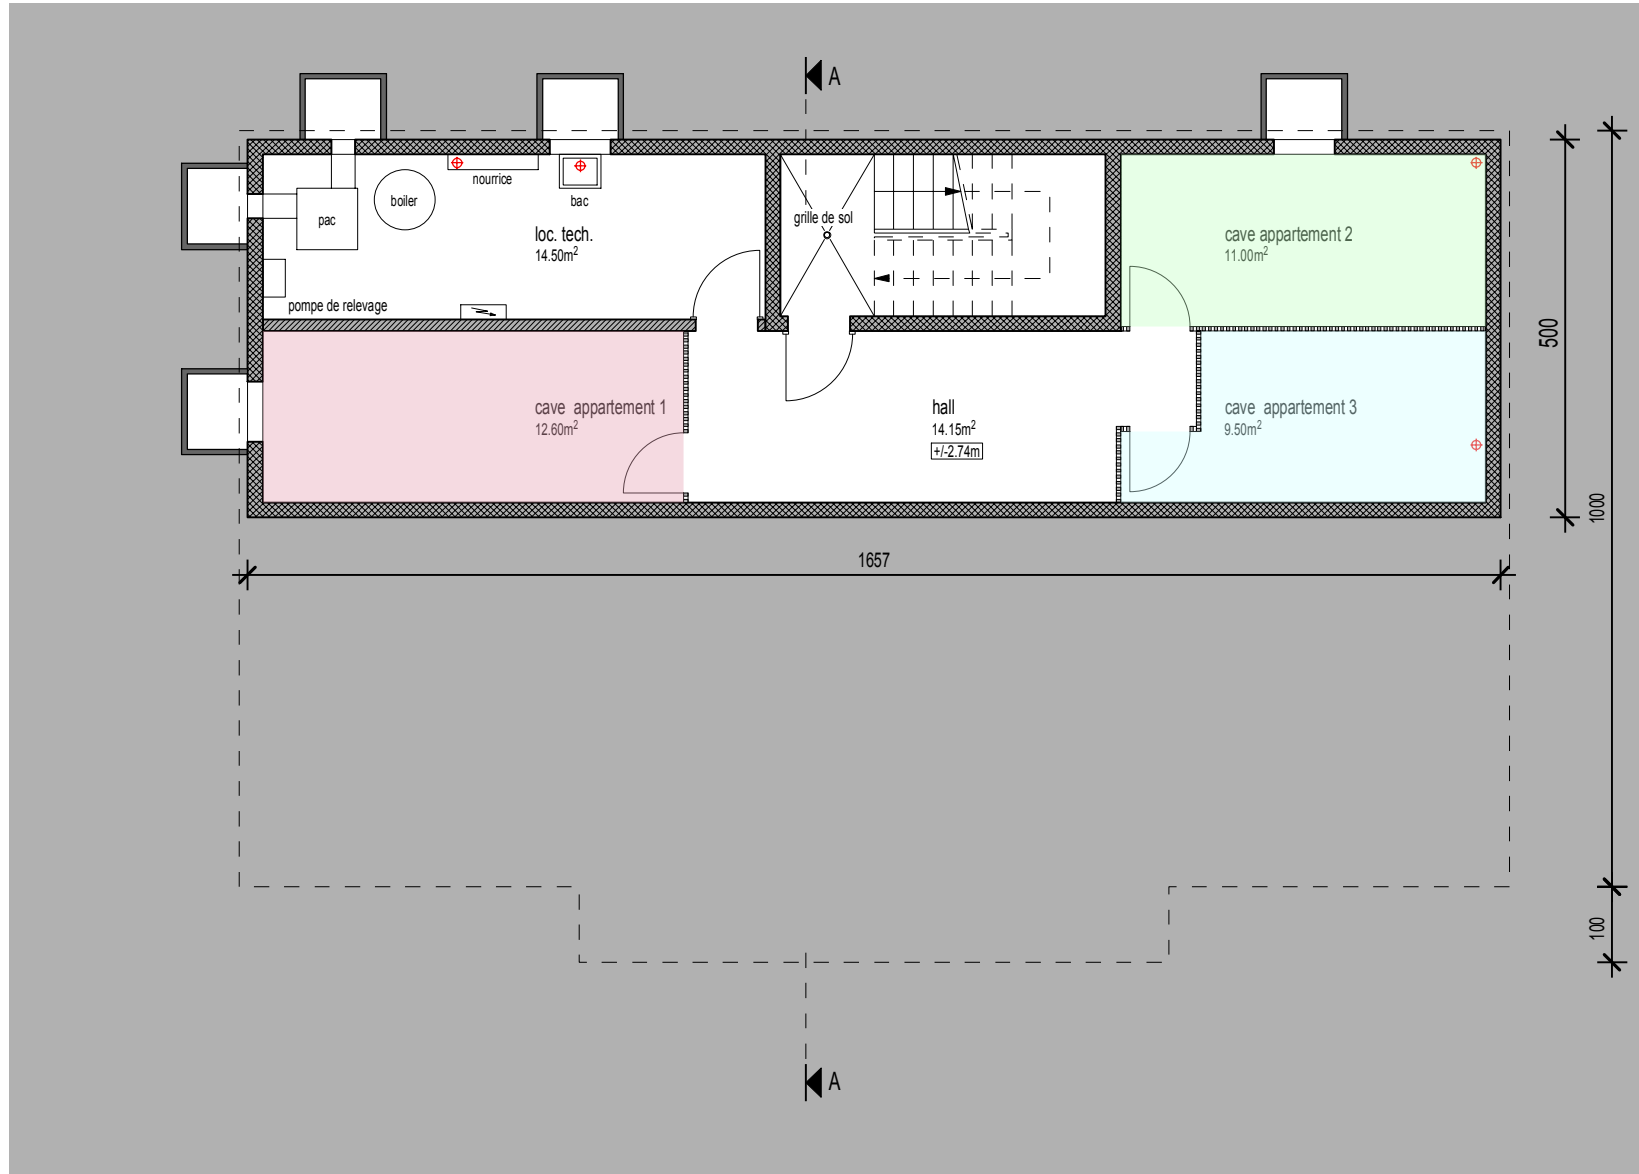 A
nourrice
boiler
bac
pac
grille de sol
loc. tech.
14.50m²
cave appartement 2
11.00m²
pompe de relevage
500
cave  appartement 1
12.60m²
hall
14.15m²
+/-2.74m
cave  appartement 3
9.50m²
1000
1657
100
A